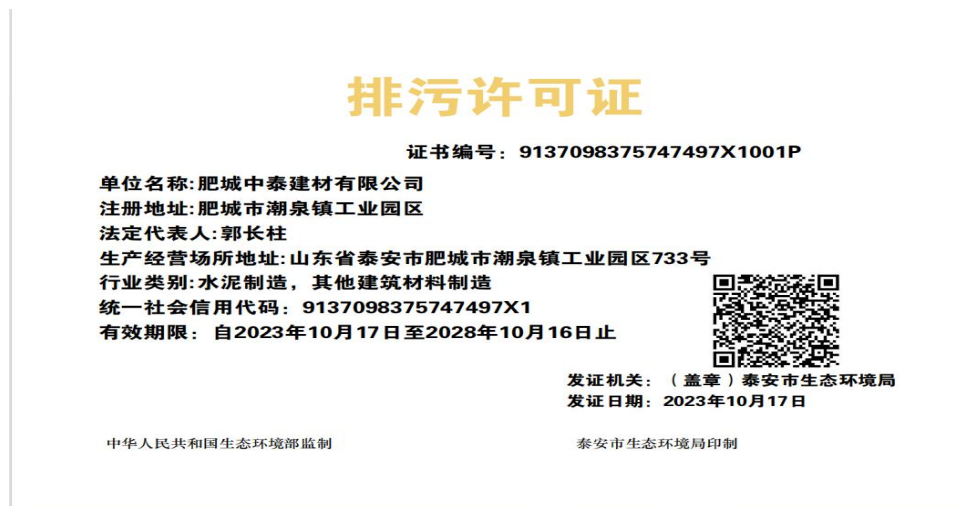 排污许可证
证书编号：9137098375747497X1001P
单位名称:肥城中泰建材有限公司
注册地址:肥城市潮泉镇工业园区
法定代表人:郭长柱
生产经营场所地址:山东省泰安市肥城市潮泉镇工业园区733号
行业类别:水泥制造，其他建筑材料制造
统一社会信用代码：9137098375747497X1
有效期限：自2023年10月17日至2028年10月16日止
发证机关：（盖章）泰安市生态环境局
发证日期：2023年10月17日
中华人民共和国生态环境部监制
泰安市生态环境局印制